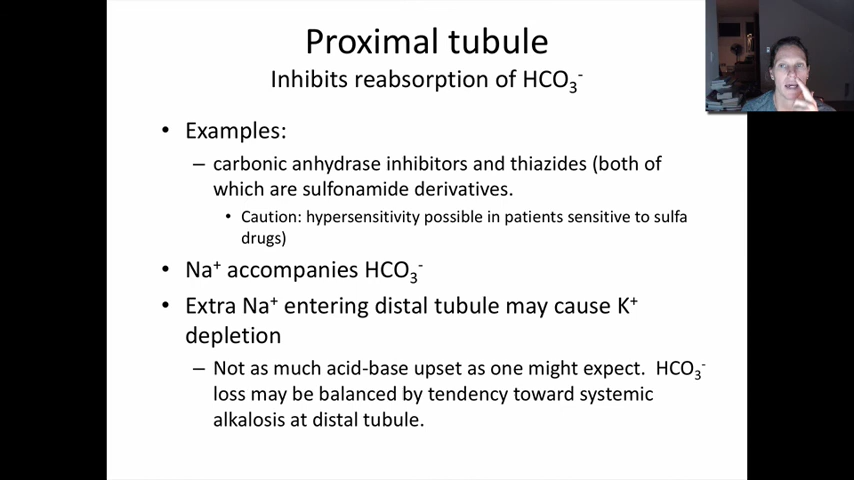 Proximal tubule
Inhibits reabsorption of HCO₃⁻
• Examples:
– carbonic anhydrase inhibitors and thiazides (both of
which are sulfonamide derivatives.
• Caution: hypersensitivity possible in patients sensitive to sulfa
drugs)
• Na⁺ accompanies HCO₃⁻
• Extra Na⁺ entering distal tubule may cause K⁺
depletion
– Not as much acid-base upset as one might expect.  HCO₃⁻
loss may be balanced by tendency toward systemic
alkalosis at distal tubule.